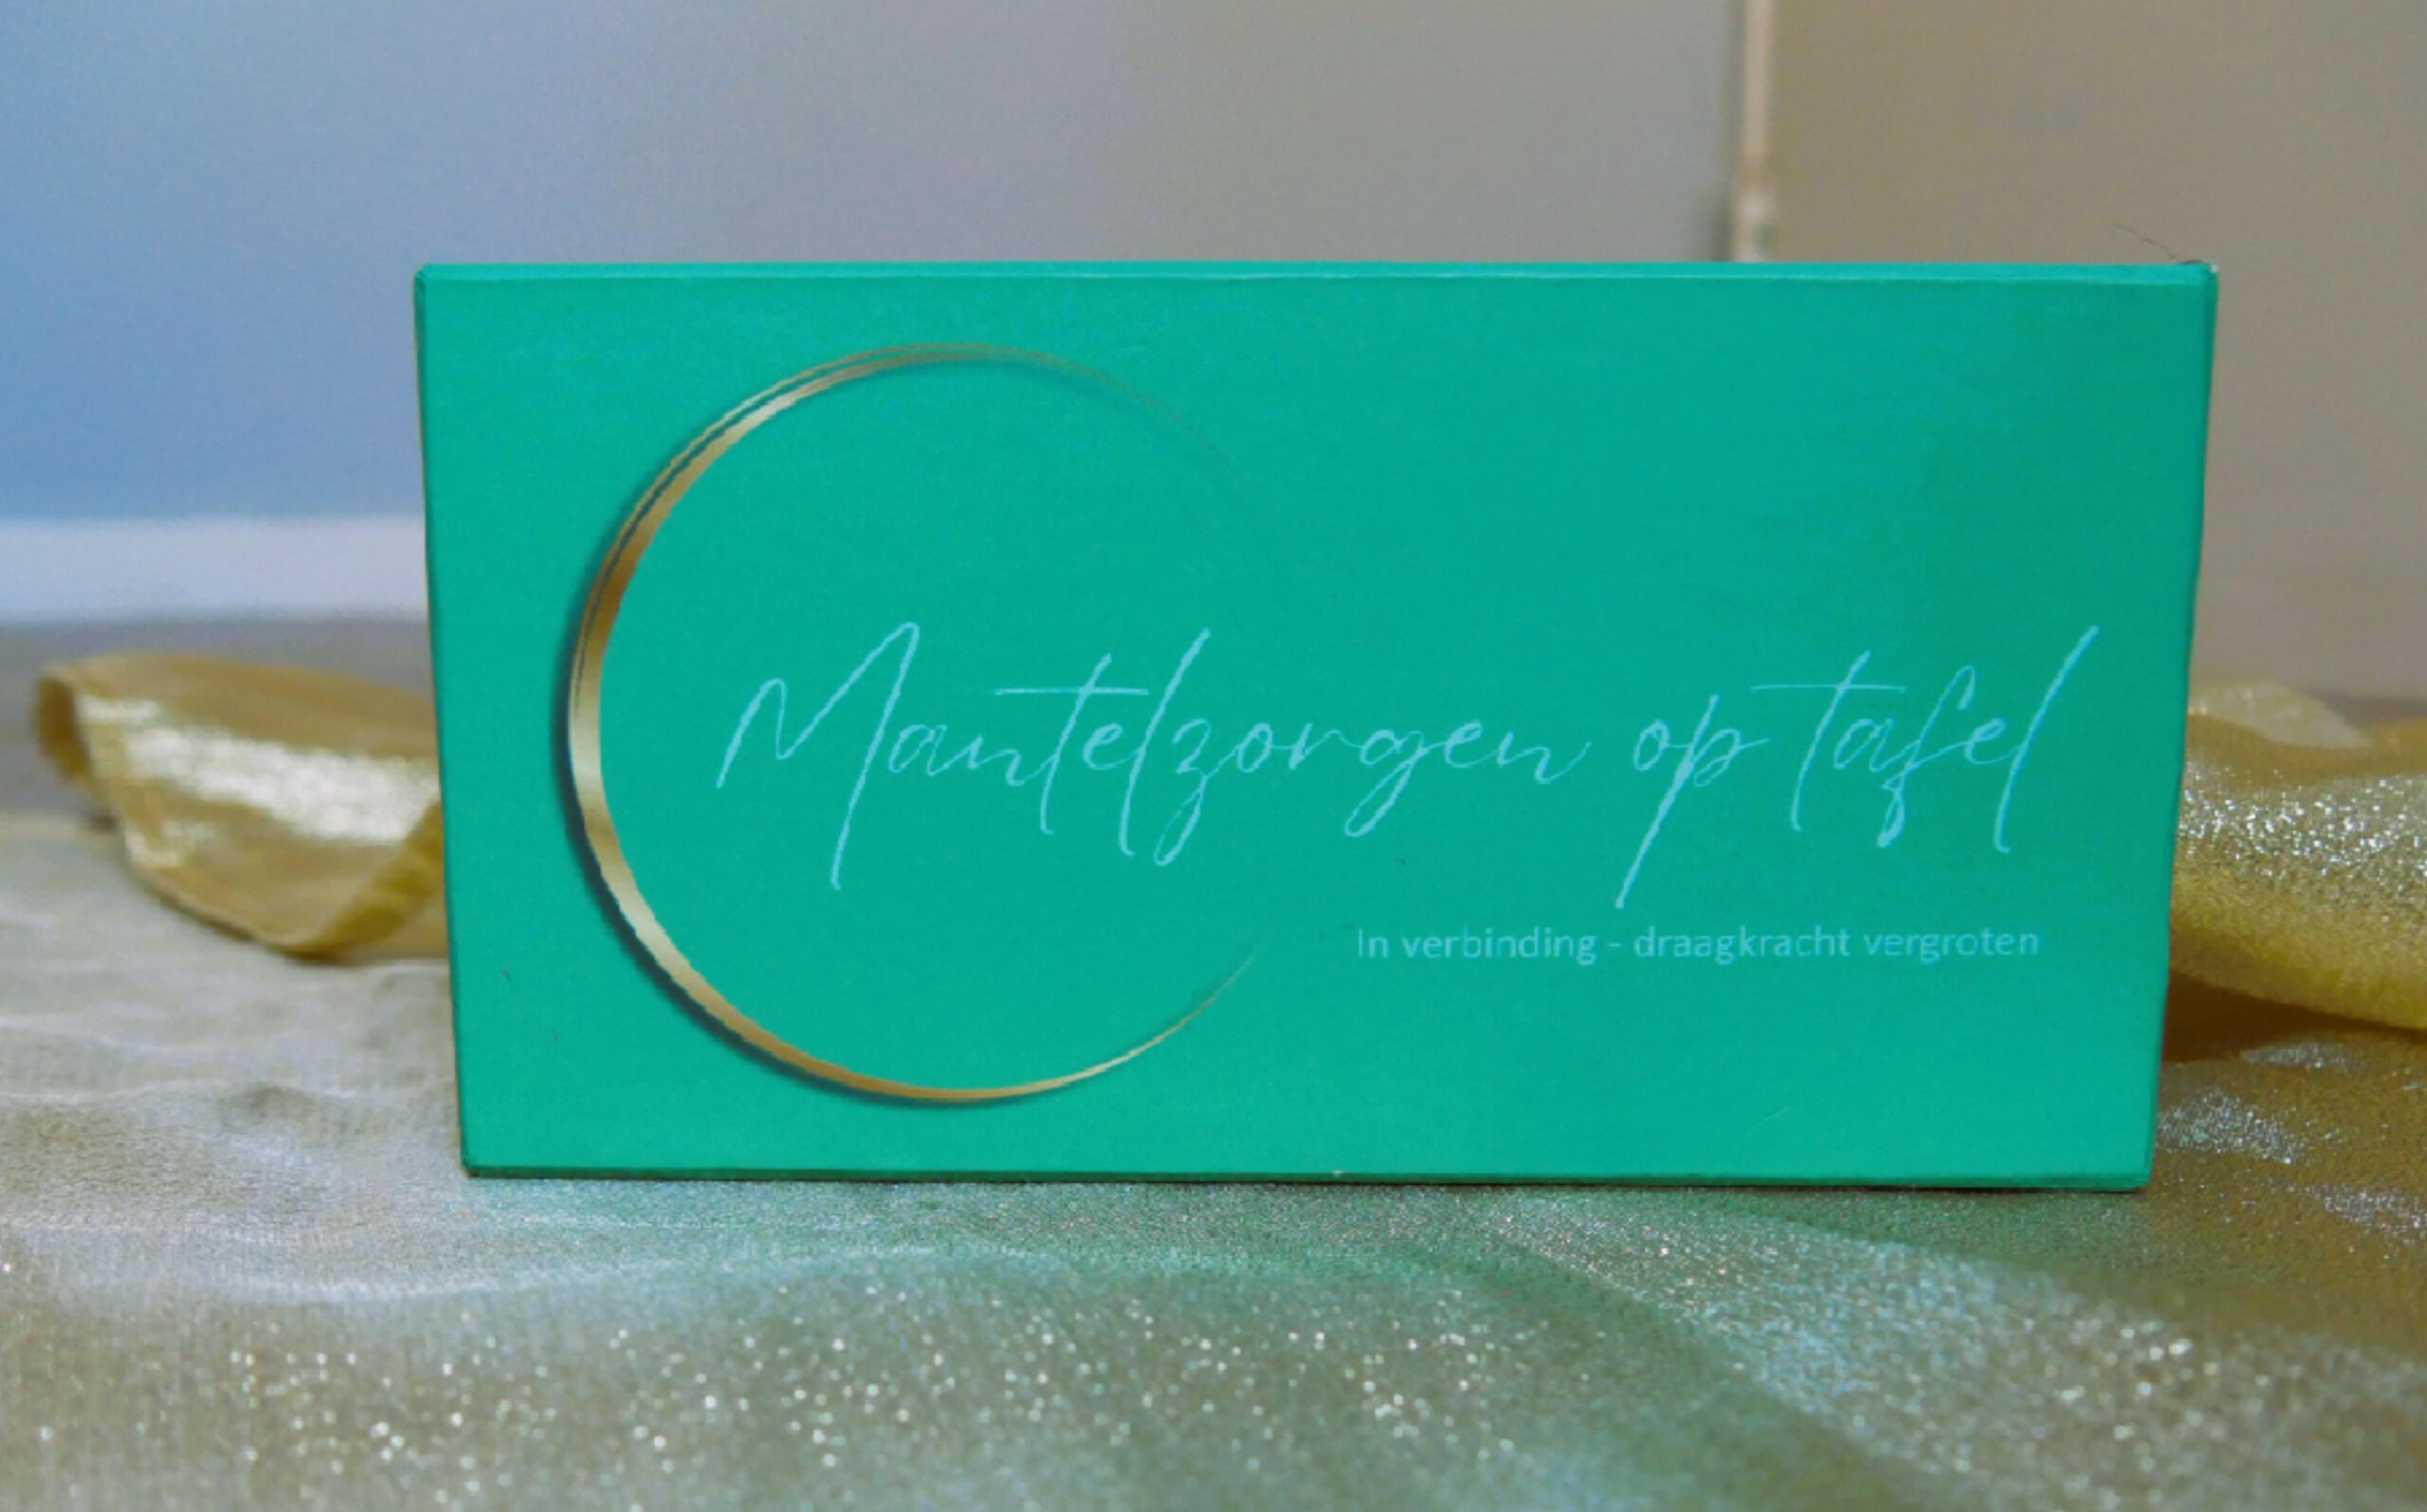 Mantelzorgen op tafel
In verbinding - draagkracht vergroten